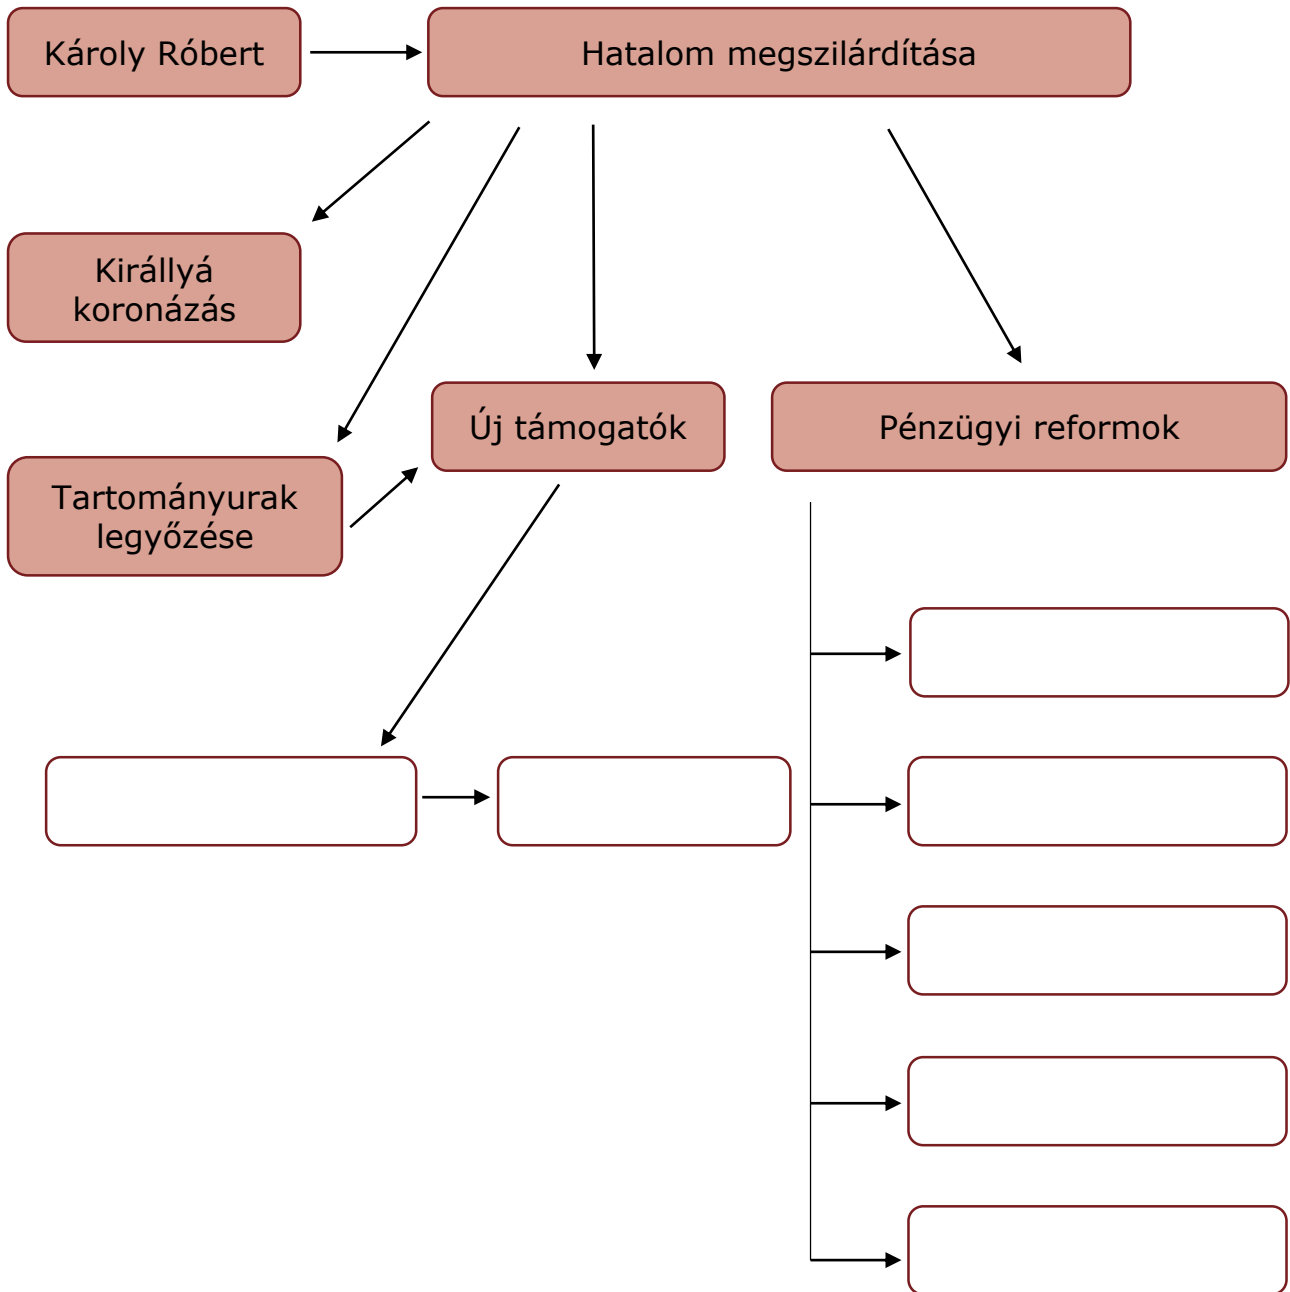 Károly Róbert
Hatalom megszilárdítása
Királlyá
koronázás
Új támogatók
Pénzügyi reformok
Tartományurak
legyőzése